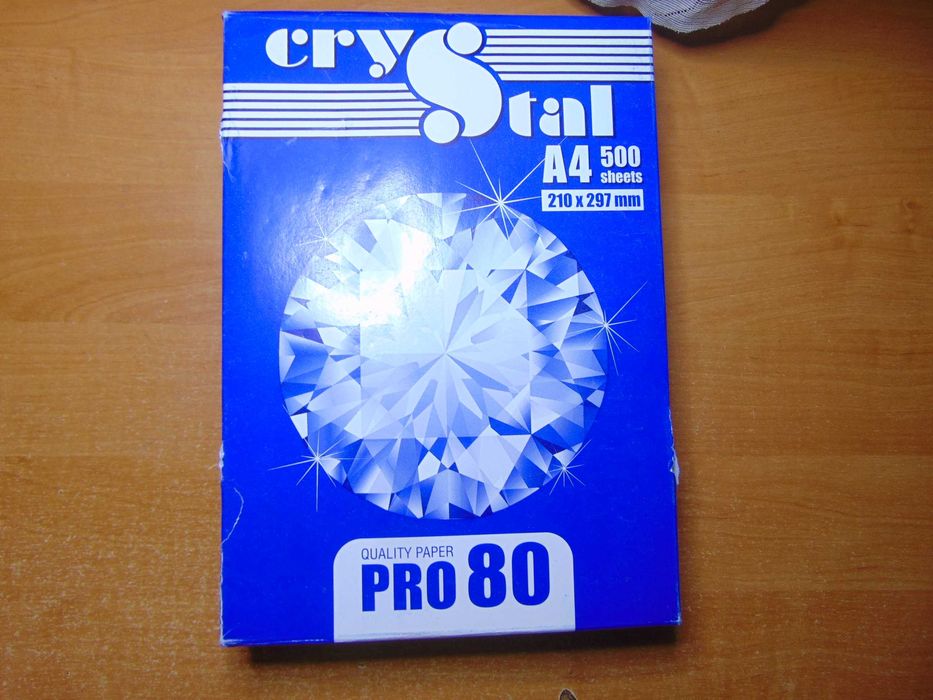 cryStal
A4 500 sheets
210 x 297 mm
QUALITY PAPER
PRO 80